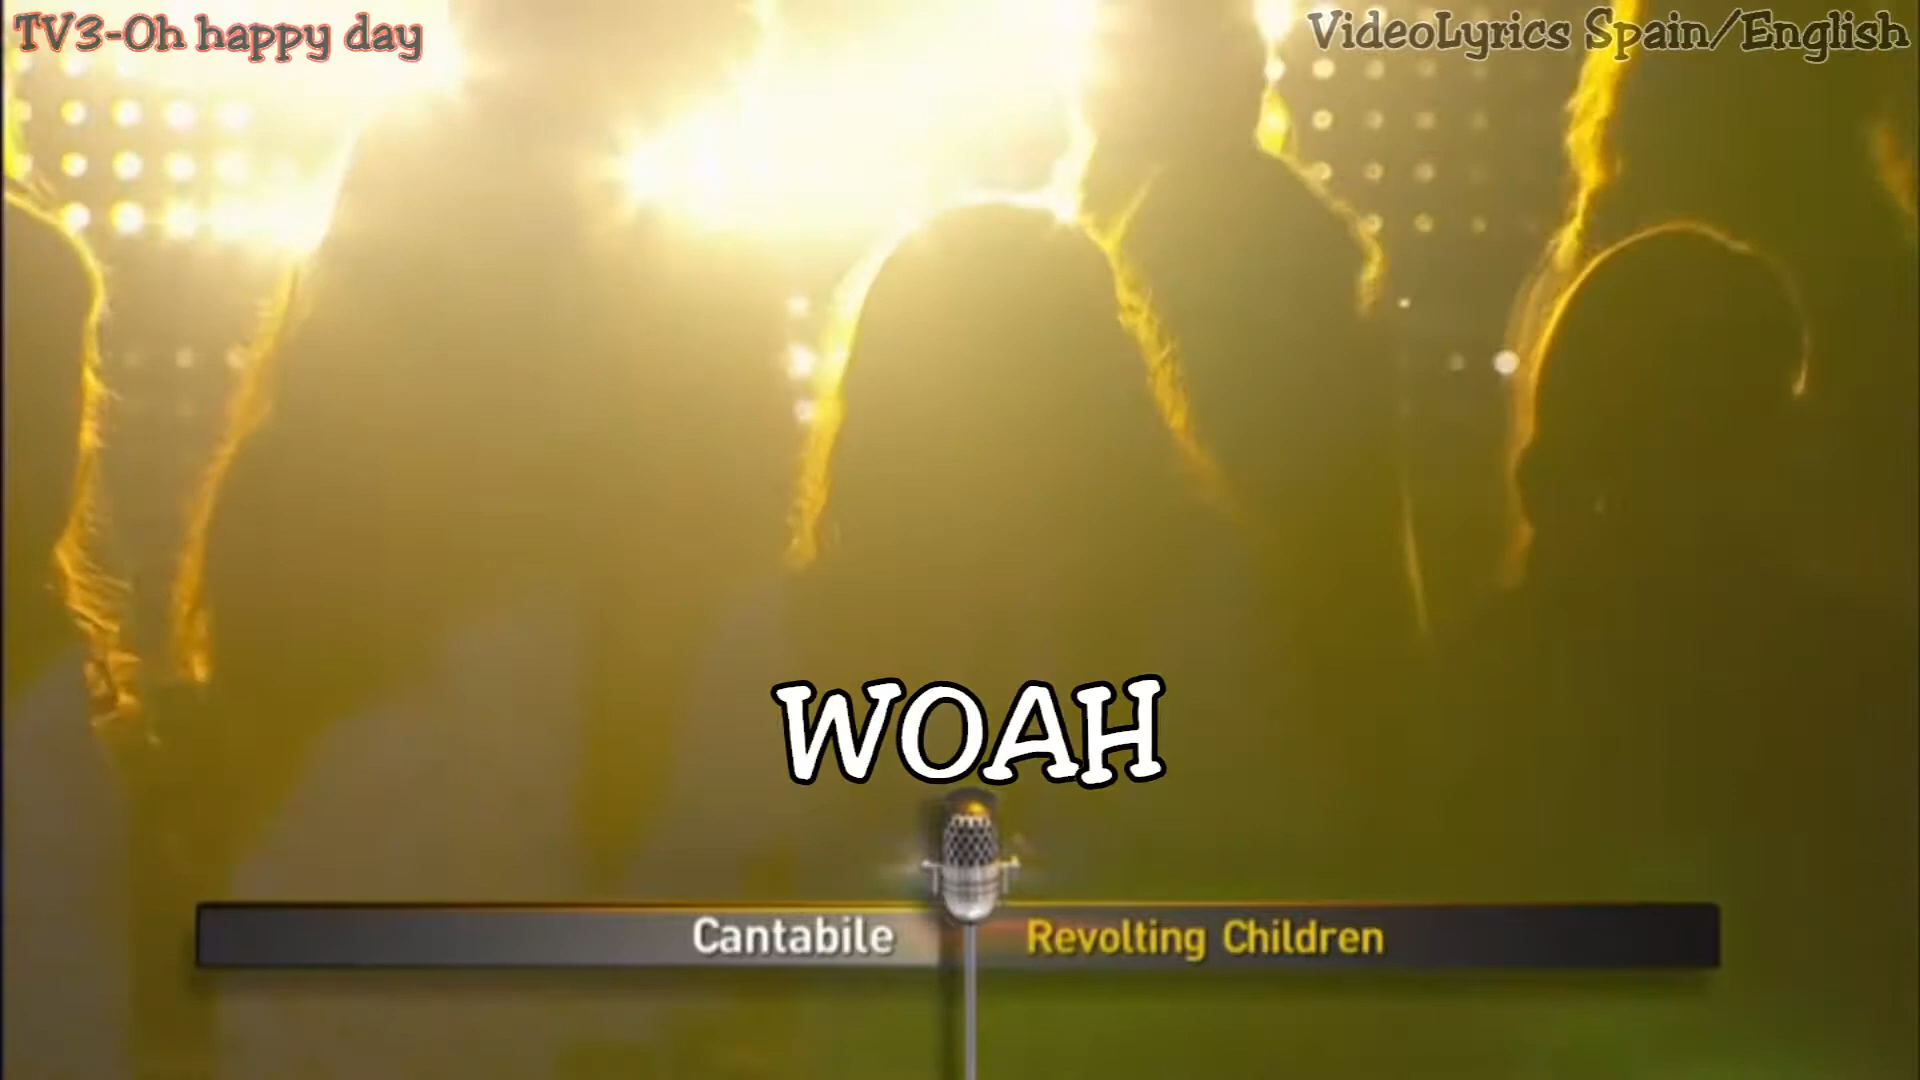 TV3-Oh happy day
VideoLyrics Spain/English
WOAH
Cantabile
Revolting Children